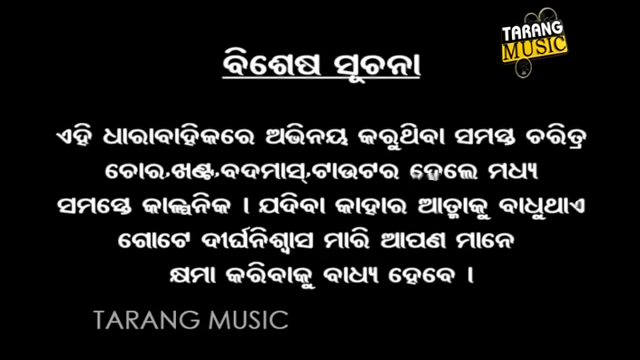 TARANG
MUSIC
ବିଶେଷ ସୂଚନା
ଏହି ଧାରାବାହିକରେ ଅଭିନୟ କରୁଥିବା ସମସ୍ତ ଚରିତ୍ର
ଚୋର,ଖଣ୍ଟ,ବଦମାସ୍,ଟାଉଟର ହେଲେ ମଧ୍ୟ
ସମସ୍ତେ କାଳ୍ପନିକ । ଯଦିବା କାହାର ଆତ୍ମାକୁ ବାଧୁଥାଏ
ଗୋଟେ ଦୀର୍ଘନିଶ୍ୱାସ ମାରି ଆପଣ ମାନେ
କ୍ଷମା କରିବାକୁ ବାଧ୍ୟ ହେବେ ।
TARANG MUSIC